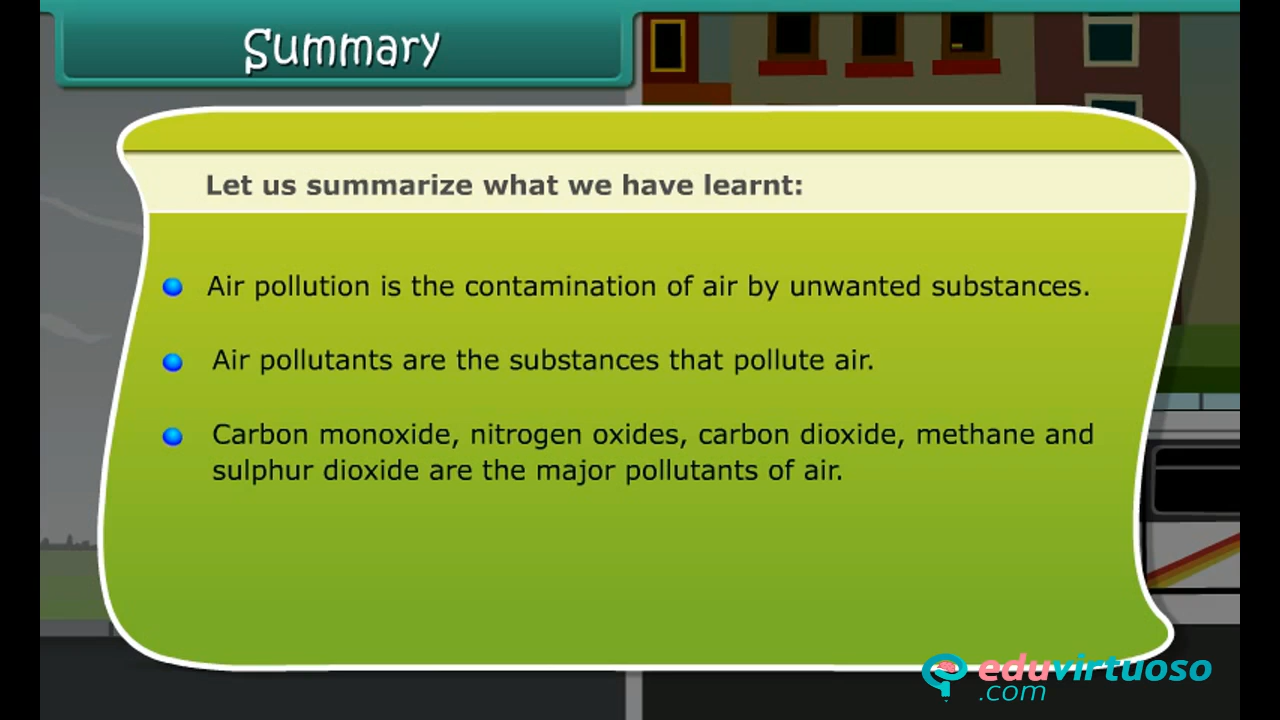 Summary
Let us summarize what we have learnt:
Air pollution is the contamination of air by unwanted substances.
Air pollutants are the substances that pollute air.
Carbon monoxide, nitrogen oxides, carbon dioxide, methane and
sulphur dioxide are the major pollutants of air.
eduvirtuoso
.com